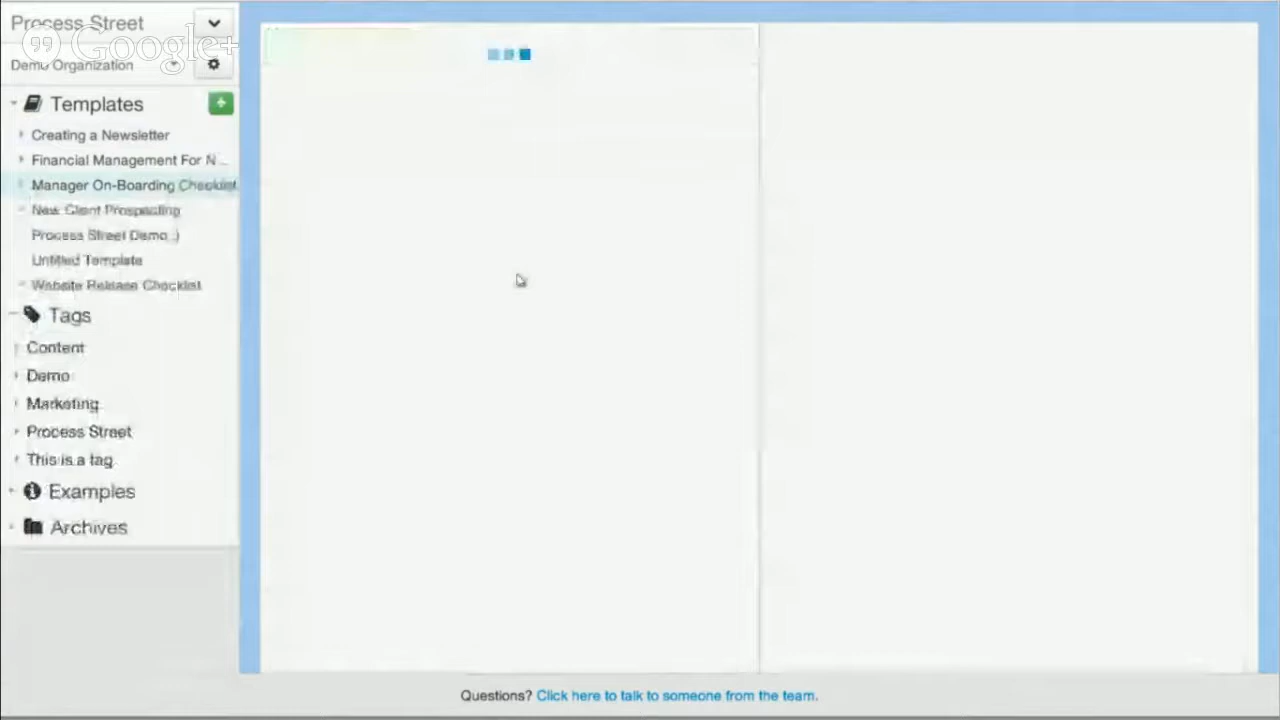 Process Street
Google+
Demo Organization
Templates
Creating a Newsletter
Financial Management For N...
Manager On-Boarding Checklist
New Client Prospecting
Process Street Demo :)
Untitled Template
Website Release Checklist
Tags
Content
Demo
Marketing
Process Street
This is a tag
Examples
Archives
Questions? Click here to talk to someone from the team.